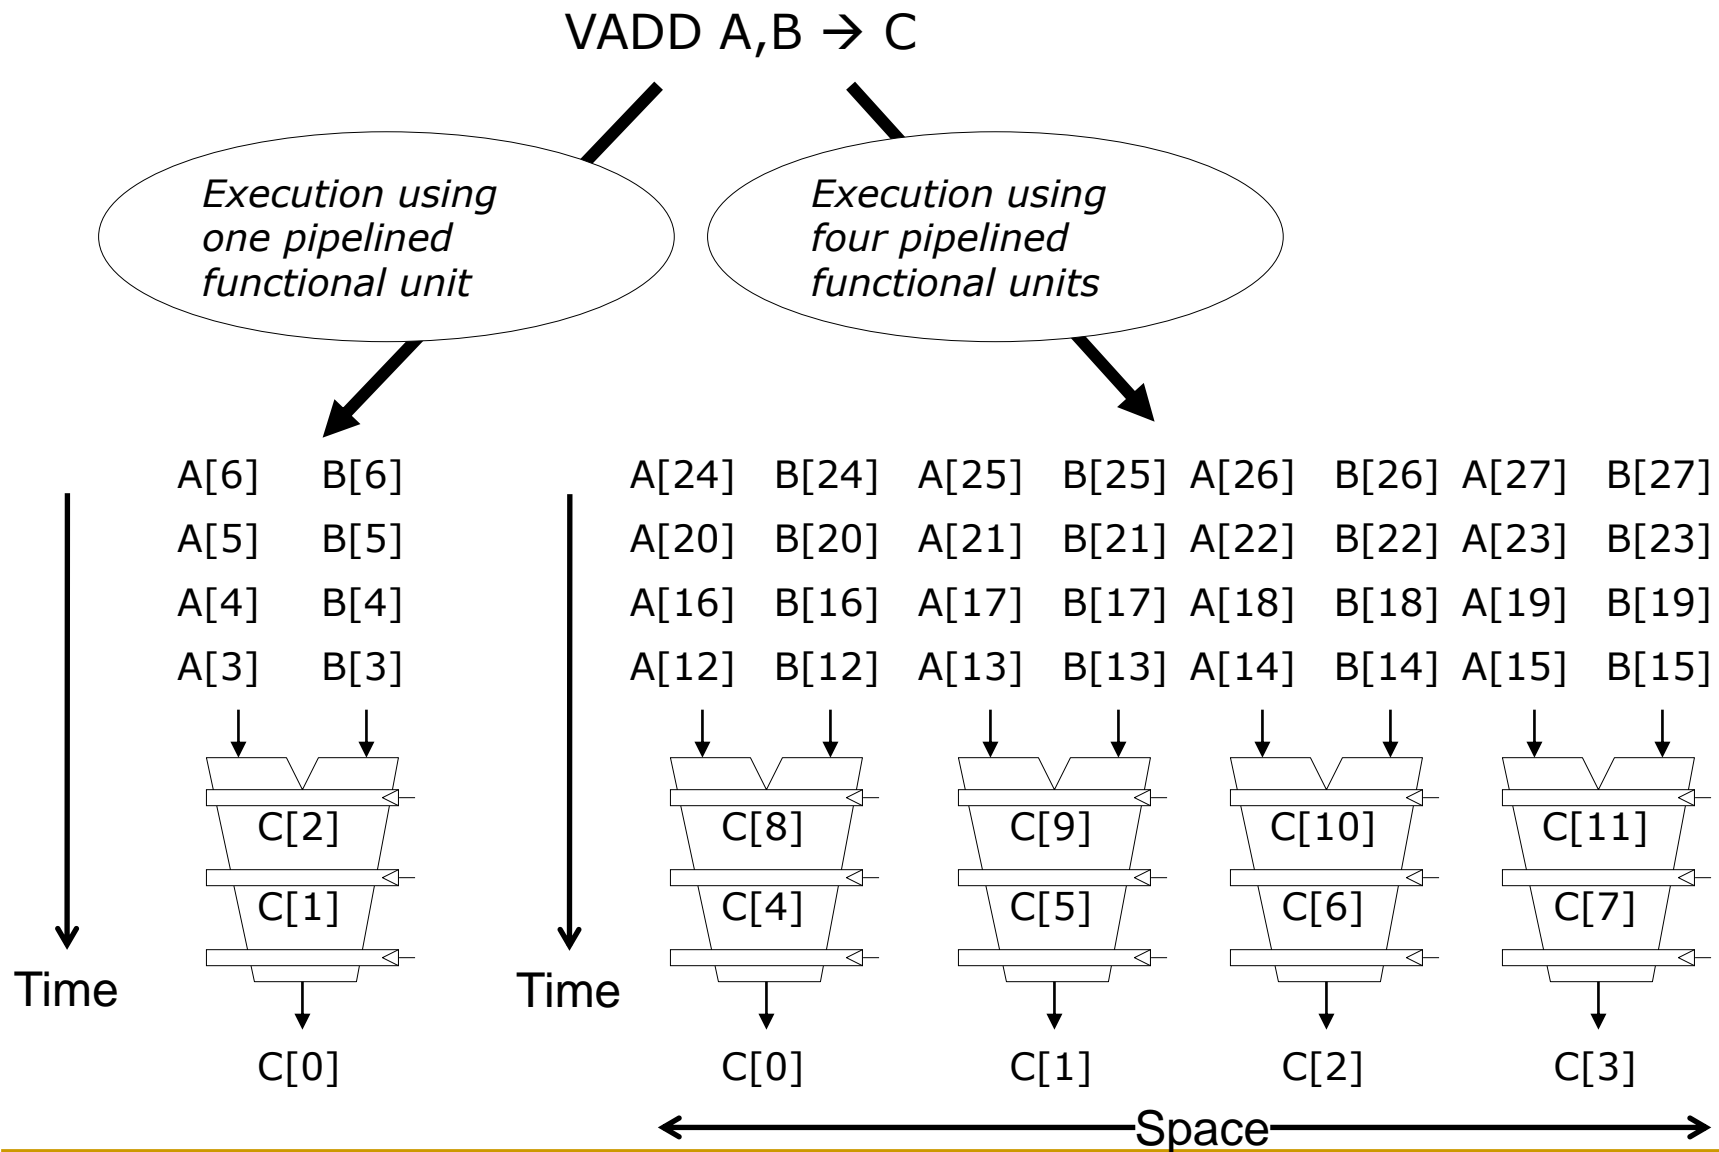 VADD A,B → C
Execution using
one pipelined
functional unit
Execution using
four pipelined
functional units
A[6] B[6]
A[5] B[5]
A[4] B[4]
A[3] B[3]
C[2]
C[1]
C[0]
Time
A[24] B[24] A[25] B[25] A[26] B[26] A[27] B[27]
A[20] B[20] A[21] B[21] A[22] B[22] A[23] B[23]
A[16] B[16] A[17] B[17] A[18] B[18] A[19] B[19]
A[12] B[12] A[13] B[13] A[14] B[14] A[15] B[15]
C[8] C[9] C[10] C[11]
C[4] C[5] C[6] C[7]
Time
C[0] C[1] C[2] C[3]
Space